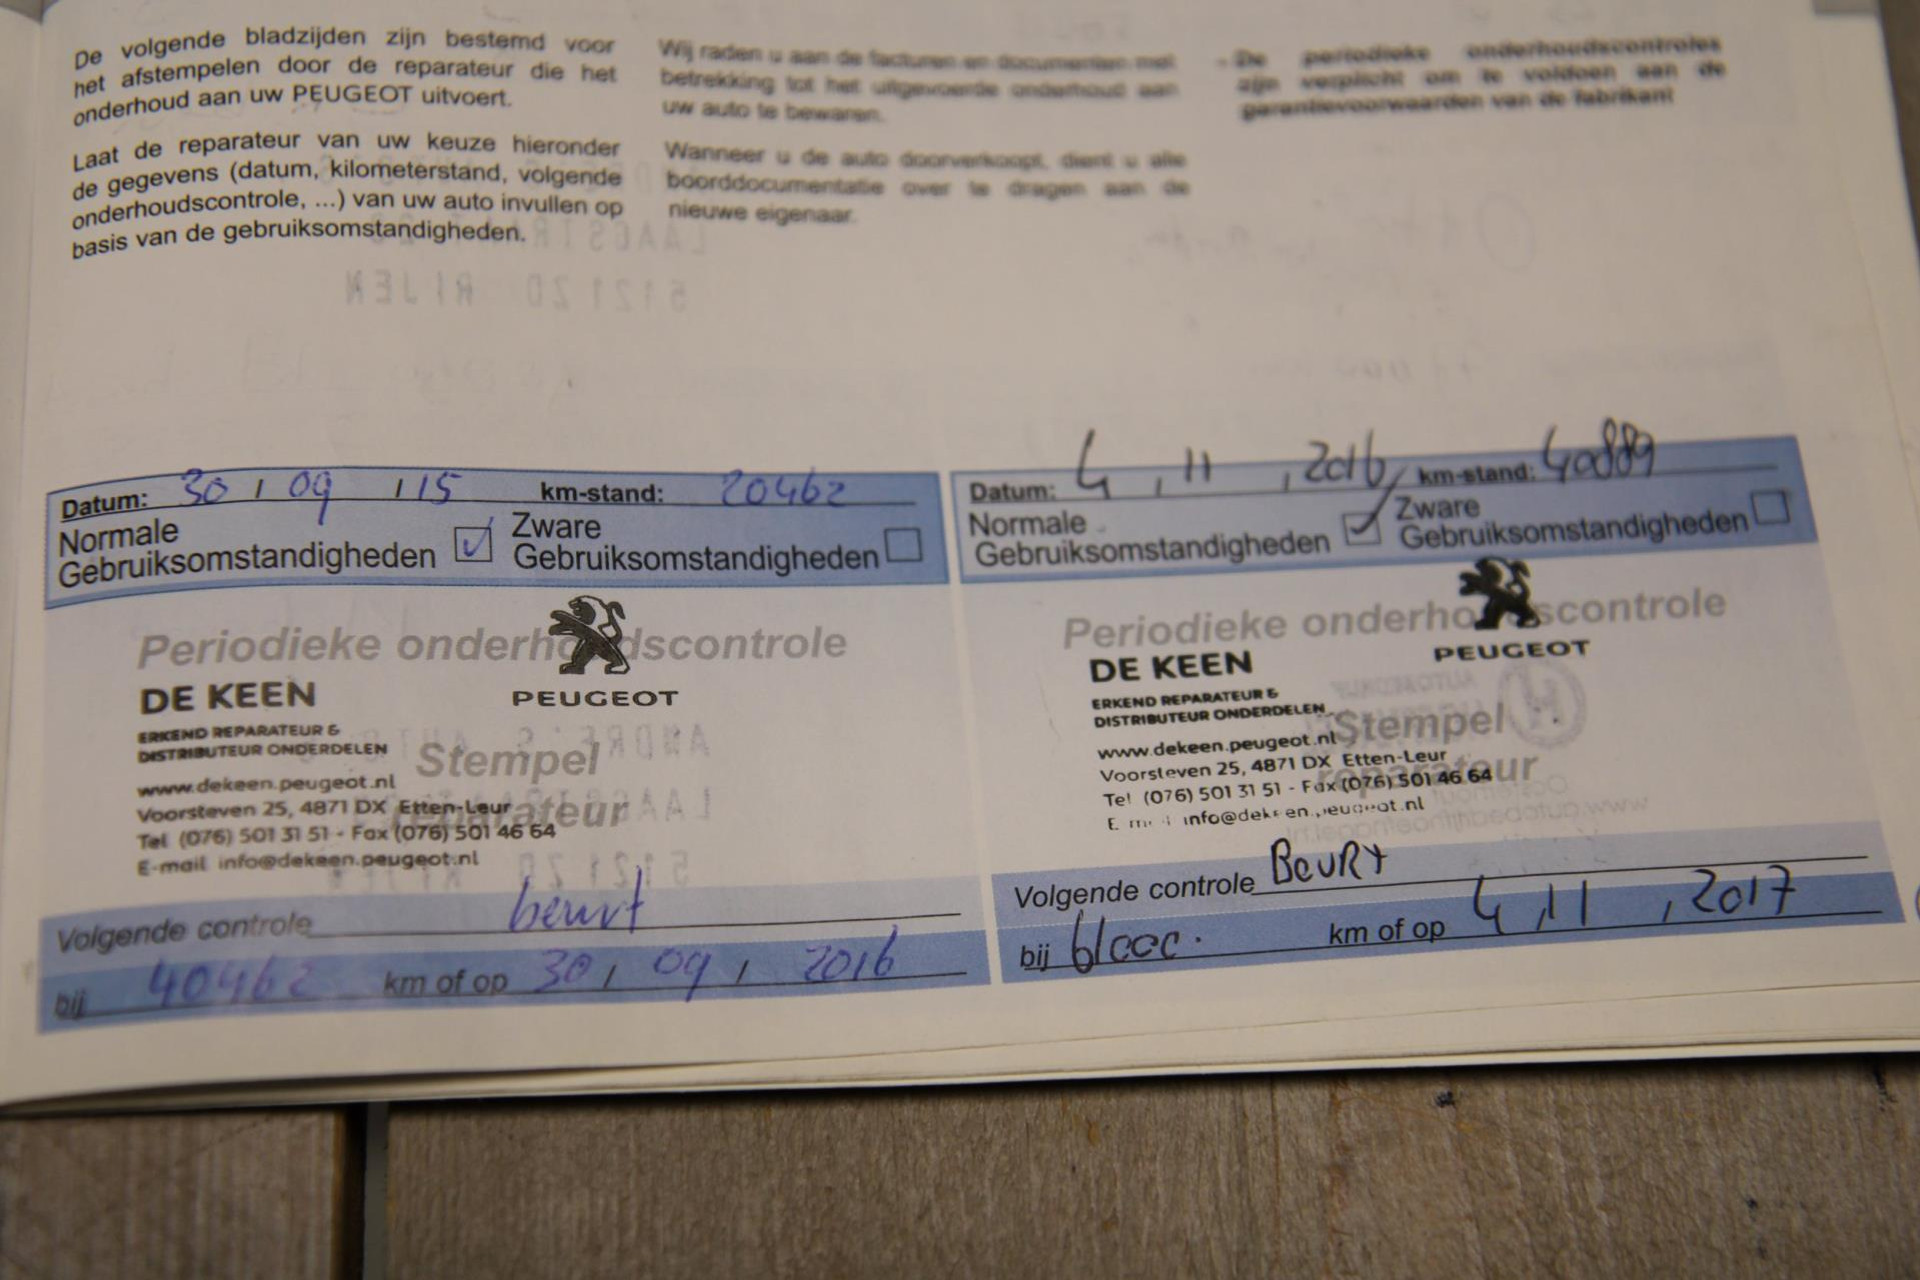 De volgende bladzijden zijn bestemd voor
het afstempelen door de reparateur die het
onderhoud aan uw PEUGEOT uitvoert.
Laat de reparateur van uw keuze hieronder
de gegevens (datum, kilometerstand, volgende
onderhoudscontrole, ...) van uw auto invullen op
basis van de gebruiksomstandigheden.
Wij raden u aan de facturen en documenten met
betrekking tot het uitgevoerde onderhoud aan
uw auto te bewaren.
Wanneer u de auto doorverkoopt, dient u alle
boorddocumentatie over te dragen aan de
nieuwe eigenaar.
- De periodieke onderhoudscontroles
zijn verplicht om te voldoen aan de
garantievoorwaarden van de fabrikant
Datum: 30 / 09 / 15 km-stand: 20462
Normale
Gebruiksomstandigheden
Zware
Gebruiksomstandigheden
Periodieke onderhoudscontrole
PEUGEOT
DE KEEN
ERKEND REPARATEUR &
DISTRIBUTEUR ONDERDELEN
Stempel
reparateur
www.dekeen.peugeot.nl
Voorsteven 25, 4871 DX Etten-Leur
Tel (076) 501 31 51 - Fax (076) 501 46 64
E-mail info@dekeen.peugeot.nl
Volgende controle beurt
bij 40462 km of op 30 / 09 / 2016
Datum: 4 , 11 , 2016 km-stand: 40889
Normale
Gebruiksomstandigheden
Zware
Gebruiksomstandigheden
Periodieke onderhoudscontrole
PEUGEOT
DE KEEN
ERKEND REPARATEUR &
DISTRIBUTEUR ONDERDELEN
Stempel
reparateur
www.dekeen.peugeot.nl
Voorsteven 25, 4871 DX Etten-Leur
Tel (076) 501 31 51 - Fax (076) 501 46 64
E-mail info@dekeen.peugeot.nl
Volgende controle BEURT
bij 61000. km of op 4 , 11 , 2017